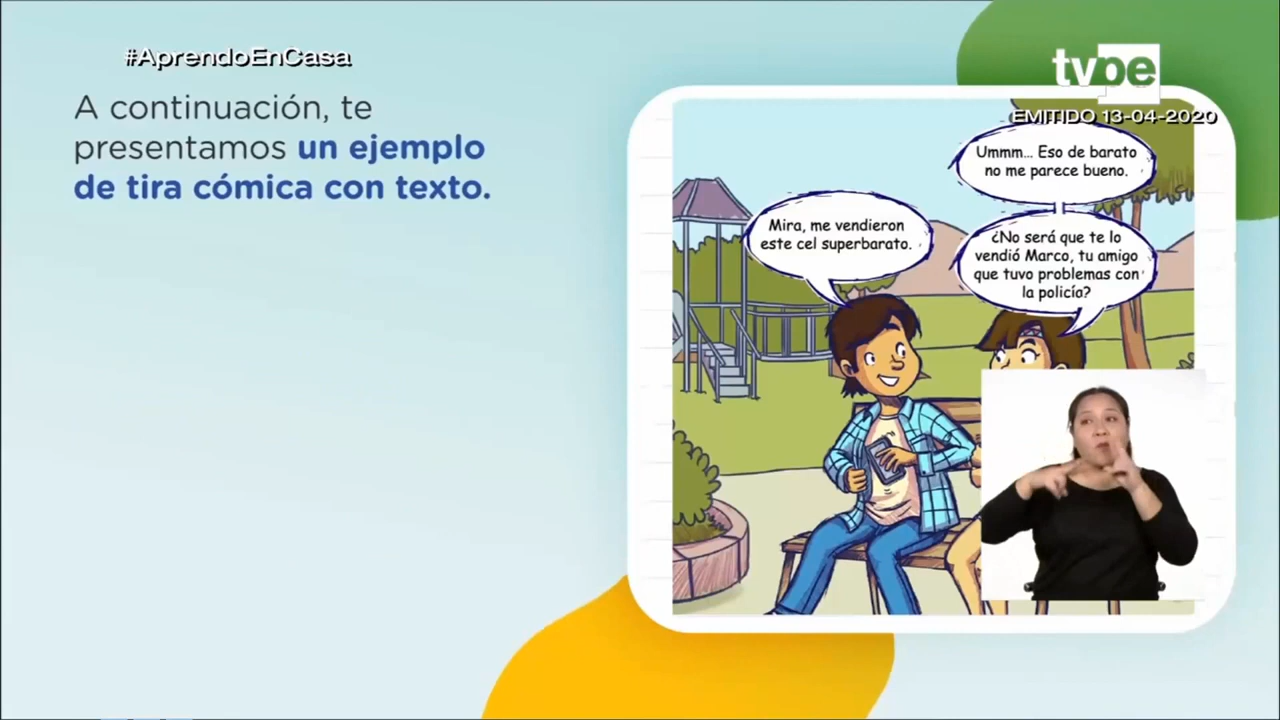 #AprendoEnCasa
A continuación, te
presentamos un ejemplo
de tira cómica con texto.
tvpe
EMITIDO 13-04-2020
Mira, me vendieron
este cel superbarato.
Ummm... Eso de barato
no me parece bueno.
¿No será que te lo
vendió Marco, tu amigo
que tuvo problemas con
la policía?